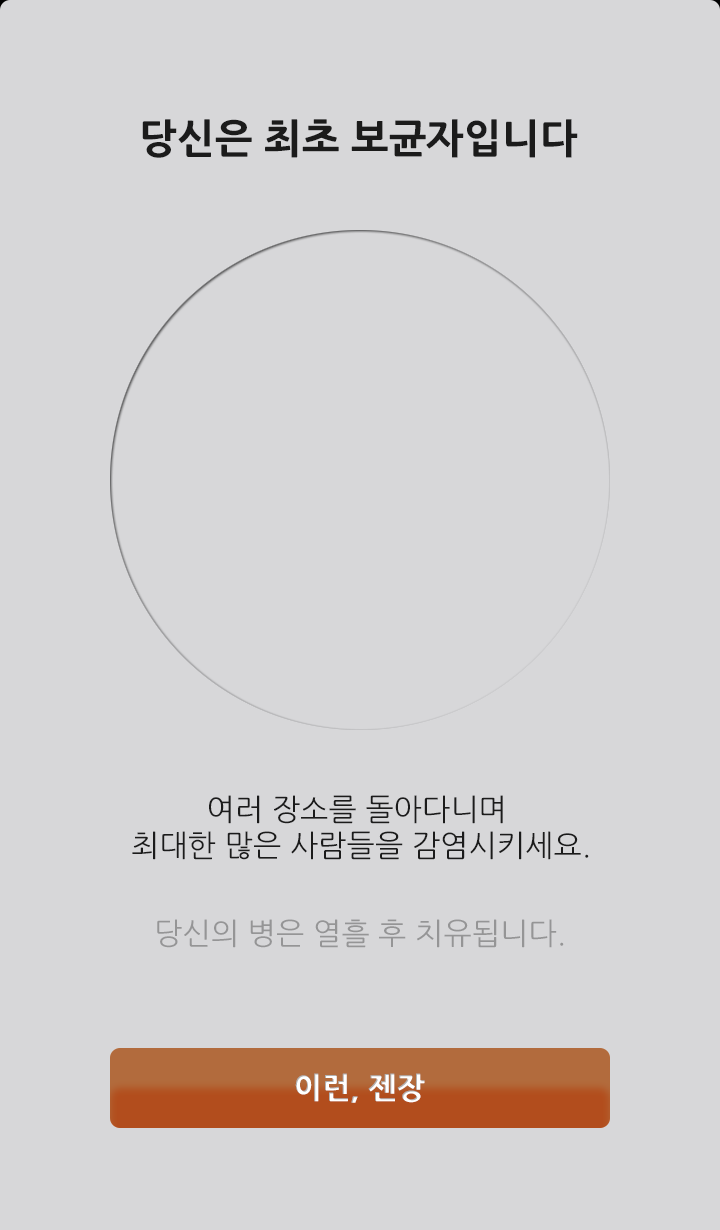 당신은 최초 보균자입니다
여러 장소를 돌아다니며
최대한 많은 사람들을 감염시키세요.
당신의 병은 열흘 후 치유됩니다.
이런, 젠장